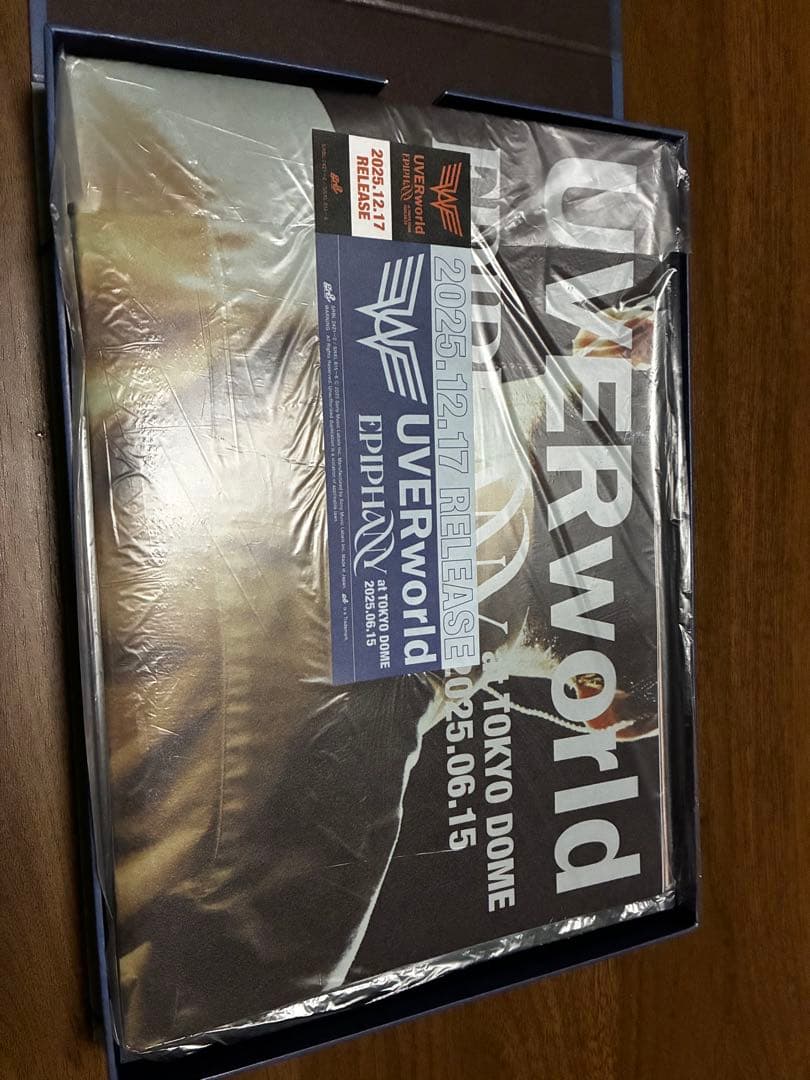 UVERworld
at TOKYO DOME
2025.06.15
UVERworld
EPIPHANY
2025.12.17
RELEASE
2025.12.17 RELEASE
UVERworld
EPIPHANY
at TOKYO DOME
2025.06.15